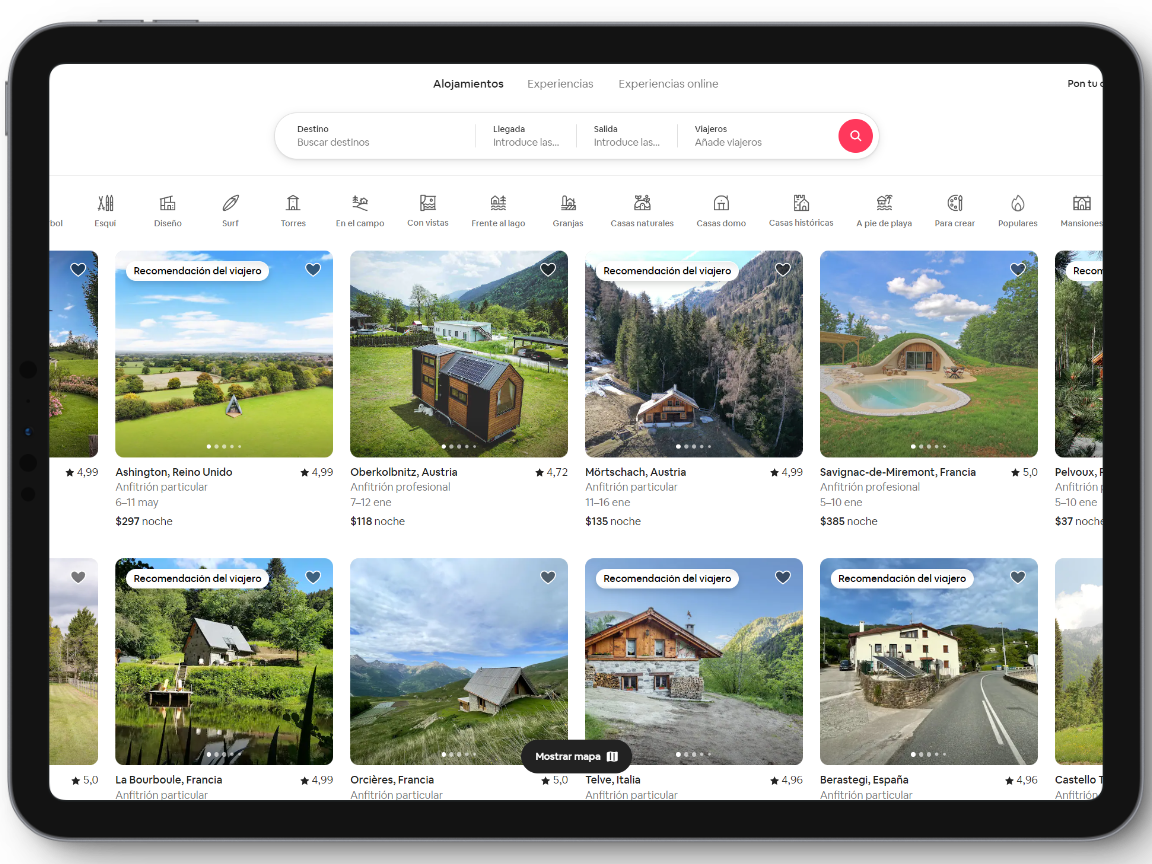 Alojamientos Experiencias Experiencias online
Pon tu
Destino
Buscar destinos
Llegada
Introduce las...
Salida
Introduce las...
Viajeros
Añade viajeros
bol
Esquí
Diseño
Surf
Torres
En el campo
Con vistas
Frente al lago
Granjas
Casas naturales
Casas domo
Casas históricas
A pie de playa
Para crear
Populares
Mansiones
4,99
Recomendación del viajero
Ashington, Reino Unido 4,99
Anfitrión particular
6–11 may
$297 noche
Oberkolbnitz, Austria 4,72
Anfitrión profesional
7–12 ene
$118 noche
Recomendación del viajero
Mörtschach, Austria 4,99
Anfitrión particular
11–16 ene
$135 noche
Savignac-de-Miremont, Francia 5,0
Anfitrión profesional
5–10 ene
$385 noche
Recom
Pelvoux,
Anfitrión
5–10 ene
$37 noche
5,0
Recomendación del viajero
La Bourboule, Francia 4,99
Anfitrión particular
Orcières, Francia 5,0
Anfitrión particular
Recomendación del viajero
Telve, Italia 4,96
Anfitrión particular
Recomendación del viajero
Berastegi, España 4,96
Anfitrión particular
Castello
Anfitrión
Mostrar mapa